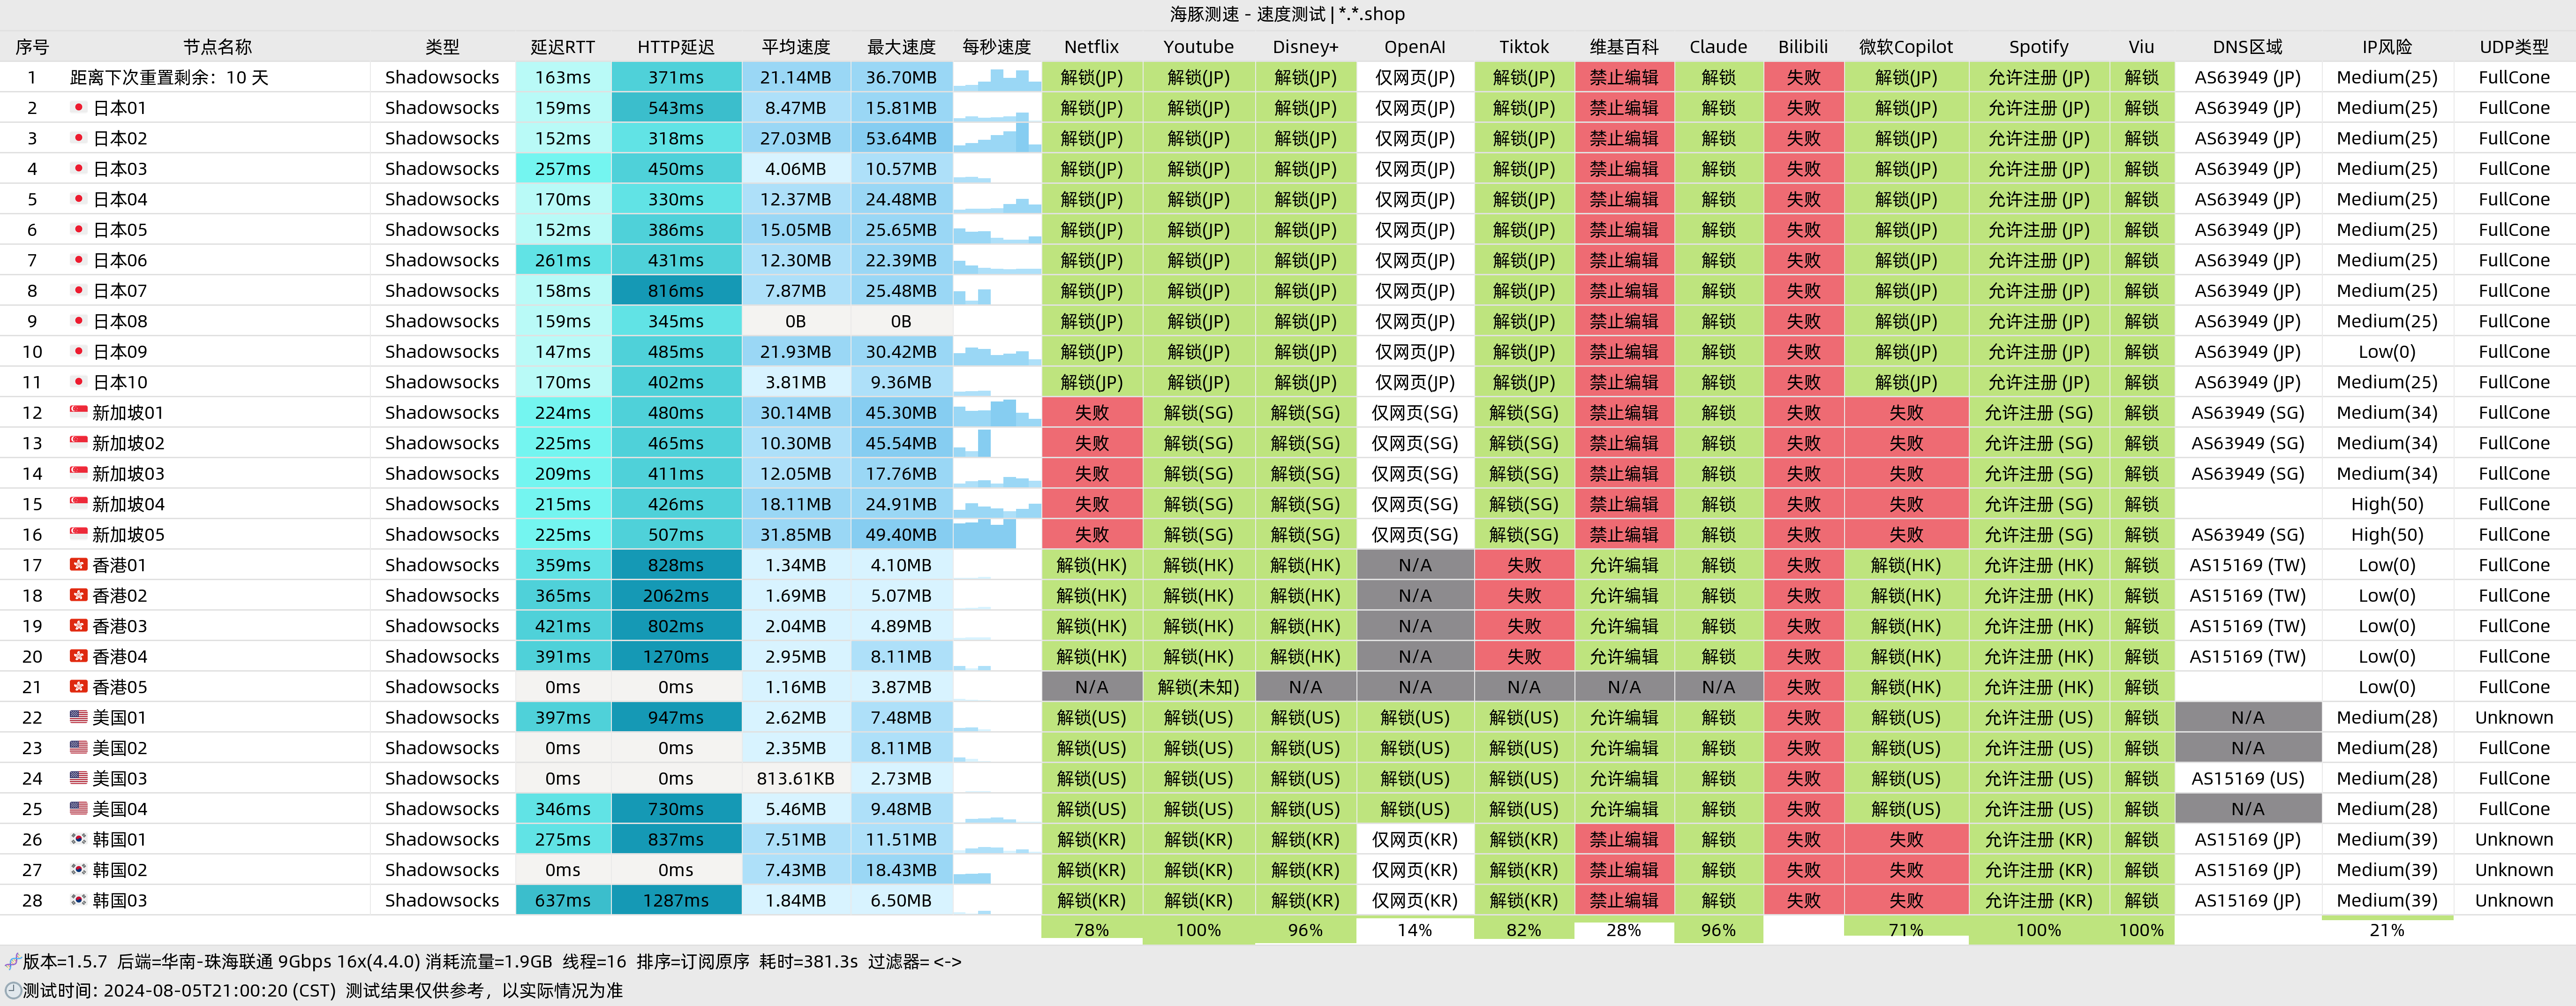 海豚测速 - 速度测试 | *.*.shop
序号 节点名称 类型 延迟RTT HTTP延迟 平均速度 最大速度 每秒速度 Netflix Youtube Disney+ OpenAI Tiktok 维基百科 Claude Bilibili 微软Copilot Spotify Viu DNS区域 IP风险 UDP类型
1 距离下次重置剩余：10 天 Shadowsocks 163ms 371ms 21.14MB 36.70MB 解锁(JP) 解锁(JP) 解锁(JP) 仅网页(JP) 解锁(JP) 禁止编辑 解锁 失败 解锁(JP) 允许注册 (JP) 解锁 AS63949 (JP) Medium(25) FullCone
2 日本01 Shadowsocks 159ms 543ms 8.47MB 15.81MB 解锁(JP) 解锁(JP) 解锁(JP) 仅网页(JP) 解锁(JP) 禁止编辑 解锁 失败 解锁(JP) 允许注册 (JP) 解锁 AS63949 (JP) Medium(25) FullCone
3 日本02 Shadowsocks 152ms 318ms 27.03MB 53.64MB 解锁(JP) 解锁(JP) 解锁(JP) 仅网页(JP) 解锁(JP) 禁止编辑 解锁 失败 解锁(JP) 允许注册 (JP) 解锁 AS63949 (JP) Medium(25) FullCone
4 日本03 Shadowsocks 257ms 450ms 4.06MB 10.57MB 解锁(JP) 解锁(JP) 解锁(JP) 仅网页(JP) 解锁(JP) 禁止编辑 解锁 失败 解锁(JP) 允许注册 (JP) 解锁 AS63949 (JP) Medium(25) FullCone
5 日本04 Shadowsocks 170ms 330ms 12.37MB 24.48MB 解锁(JP) 解锁(JP) 解锁(JP) 仅网页(JP) 解锁(JP) 禁止编辑 解锁 失败 解锁(JP) 允许注册 (JP) 解锁 AS63949 (JP) Medium(25) FullCone
6 日本05 Shadowsocks 152ms 386ms 15.05MB 25.65MB 解锁(JP) 解锁(JP) 解锁(JP) 仅网页(JP) 解锁(JP) 禁止编辑 解锁 失败 解锁(JP) 允许注册 (JP) 解锁 AS63949 (JP) Medium(25) FullCone
7 日本06 Shadowsocks 261ms 431ms 12.30MB 22.39MB 解锁(JP) 解锁(JP) 解锁(JP) 仅网页(JP) 解锁(JP) 禁止编辑 解锁 失败 解锁(JP) 允许注册 (JP) 解锁 AS63949 (JP) Medium(25) FullCone
8 日本07 Shadowsocks 158ms 816ms 7.87MB 25.48MB 解锁(JP) 解锁(JP) 解锁(JP) 仅网页(JP) 解锁(JP) 禁止编辑 解锁 失败 解锁(JP) 允许注册 (JP) 解锁 AS63949 (JP) Medium(25) FullCone
9 日本08 Shadowsocks 159ms 345ms 0B 0B 解锁(JP) 解锁(JP) 解锁(JP) 仅网页(JP) 解锁(JP) 禁止编辑 解锁 失败 解锁(JP) 允许注册 (JP) 解锁 AS63949 (JP) Medium(25) FullCone
10 日本09 Shadowsocks 147ms 485ms 21.93MB 30.42MB 解锁(JP) 解锁(JP) 解锁(JP) 仅网页(JP) 解锁(JP) 禁止编辑 解锁 失败 解锁(JP) 允许注册 (JP) 解锁 AS63949 (JP) Low(0) FullCone
11 日本10 Shadowsocks 170ms 402ms 3.81MB 9.36MB 解锁(JP) 解锁(JP) 解锁(JP) 仅网页(JP) 解锁(JP) 禁止编辑 解锁 失败 解锁(JP) 允许注册 (JP) 解锁 AS63949 (JP) Medium(25) FullCone
12 新加坡01 Shadowsocks 224ms 480ms 30.14MB 45.30MB 失败 解锁(SG) 解锁(SG) 仅网页(SG) 解锁(SG) 禁止编辑 解锁 失败 失败 允许注册 (SG) 解锁 AS63949 (SG) Medium(34) FullCone
13 新加坡02 Shadowsocks 225ms 465ms 10.30MB 45.54MB 失败 解锁(SG) 解锁(SG) 仅网页(SG) 解锁(SG) 禁止编辑 解锁 失败 失败 允许注册 (SG) 解锁 AS63949 (SG) Medium(34) FullCone
14 新加坡03 Shadowsocks 209ms 411ms 12.05MB 17.76MB 失败 解锁(SG) 解锁(SG) 仅网页(SG) 解锁(SG) 禁止编辑 解锁 失败 失败 允许注册 (SG) 解锁 AS63949 (SG) Medium(34) FullCone
15 新加坡04 Shadowsocks 215ms 426ms 18.11MB 24.91MB 失败 解锁(SG) 解锁(SG) 仅网页(SG) 解锁(SG) 禁止编辑 解锁 失败 失败 允许注册 (SG) 解锁 High(50) FullCone
16 新加坡05 Shadowsocks 225ms 507ms 31.85MB 49.40MB 失败 解锁(SG) 解锁(SG) 仅网页(SG) 解锁(SG) 禁止编辑 解锁 失败 失败 允许注册 (SG) 解锁 AS63949 (SG) High(50) FullCone
17 香港01 Shadowsocks 359ms 828ms 1.34MB 4.10MB 解锁(HK) 解锁(HK) 解锁(HK) N/A 失败 允许编辑 解锁 失败 解锁(HK) 允许注册 (HK) 解锁 AS15169 (TW) Low(0) FullCone
18 香港02 Shadowsocks 365ms 2062ms 1.69MB 5.07MB 解锁(HK) 解锁(HK) 解锁(HK) N/A 失败 允许编辑 解锁 失败 解锁(HK) 允许注册 (HK) 解锁 AS15169 (TW) Low(0) FullCone
19 香港03 Shadowsocks 421ms 802ms 2.04MB 4.89MB 解锁(HK) 解锁(HK) 解锁(HK) N/A 失败 允许编辑 解锁 失败 解锁(HK) 允许注册 (HK) 解锁 AS15169 (TW) Low(0) FullCone
20 香港04 Shadowsocks 391ms 1270ms 2.95MB 8.11MB 解锁(HK) 解锁(HK) 解锁(HK) N/A 失败 允许编辑 解锁 失败 解锁(HK) 允许注册 (HK) 解锁 AS15169 (TW) Low(0) FullCone
21 香港05 Shadowsocks 0ms 0ms 1.16MB 3.87MB N/A 解锁(未知) N/A N/A N/A N/A N/A 失败 解锁(HK) 允许注册 (HK) 解锁 Low(0) FullCone
22 美国01 Shadowsocks 397ms 947ms 2.62MB 7.48MB 解锁(US) 解锁(US) 解锁(US) 解锁(US) 解锁(US) 允许编辑 解锁 失败 解锁(US) 允许注册 (US) 解锁 N/A Medium(28) Unknown
23 美国02 Shadowsocks 0ms 0ms 2.35MB 8.11MB 解锁(US) 解锁(US) 解锁(US) 解锁(US) 解锁(US) 允许编辑 解锁 失败 解锁(US) 允许注册 (US) 解锁 N/A Medium(28) FullCone
24 美国03 Shadowsocks 0ms 0ms 813.61KB 2.73MB 解锁(US) 解锁(US) 解锁(US) 解锁(US) 解锁(US) 允许编辑 解锁 失败 解锁(US) 允许注册 (US) 解锁 AS15169 (US) Medium(28) FullCone
25 美国04 Shadowsocks 346ms 730ms 5.46MB 9.48MB 解锁(US) 解锁(US) 解锁(US) 解锁(US) 解锁(US) 允许编辑 解锁 失败 解锁(US) 允许注册 (US) 解锁 N/A Medium(28) FullCone
26 韩国01 Shadowsocks 275ms 837ms 7.51MB 11.51MB 解锁(KR) 解锁(KR) 解锁(KR) 仅网页(KR) 解锁(KR) 禁止编辑 解锁 失败 失败 允许注册 (KR) 解锁 AS15169 (JP) Medium(39) Unknown
27 韩国02 Shadowsocks 0ms 0ms 7.43MB 18.43MB 解锁(KR) 解锁(KR) 解锁(KR) 仅网页(KR) 解锁(KR) 禁止编辑 解锁 失败 失败 允许注册 (KR) 解锁 AS15169 (JP) Medium(39) Unknown
28 韩国03 Shadowsocks 637ms 1287ms 1.84MB 6.50MB 解锁(KR) 解锁(KR) 解锁(KR) 仅网页(KR) 解锁(KR) 禁止编辑 解锁 失败 失败 允许注册 (KR) 解锁 AS15169 (JP) Medium(39) Unknown
78% 100% 96% 14% 82% 28% 96% 71% 100% 100% 21%
版本=1.5.7 后端=华南-珠海联通 9Gbps 16x(4.4.0) 消耗流量=1.9GB 线程=16 排序=订阅原序 耗时=381.3s 过滤器= <->
测试时间: 2024-08-05T21:00:20 (CST) 测试结果仅供参考，以实际情况为准